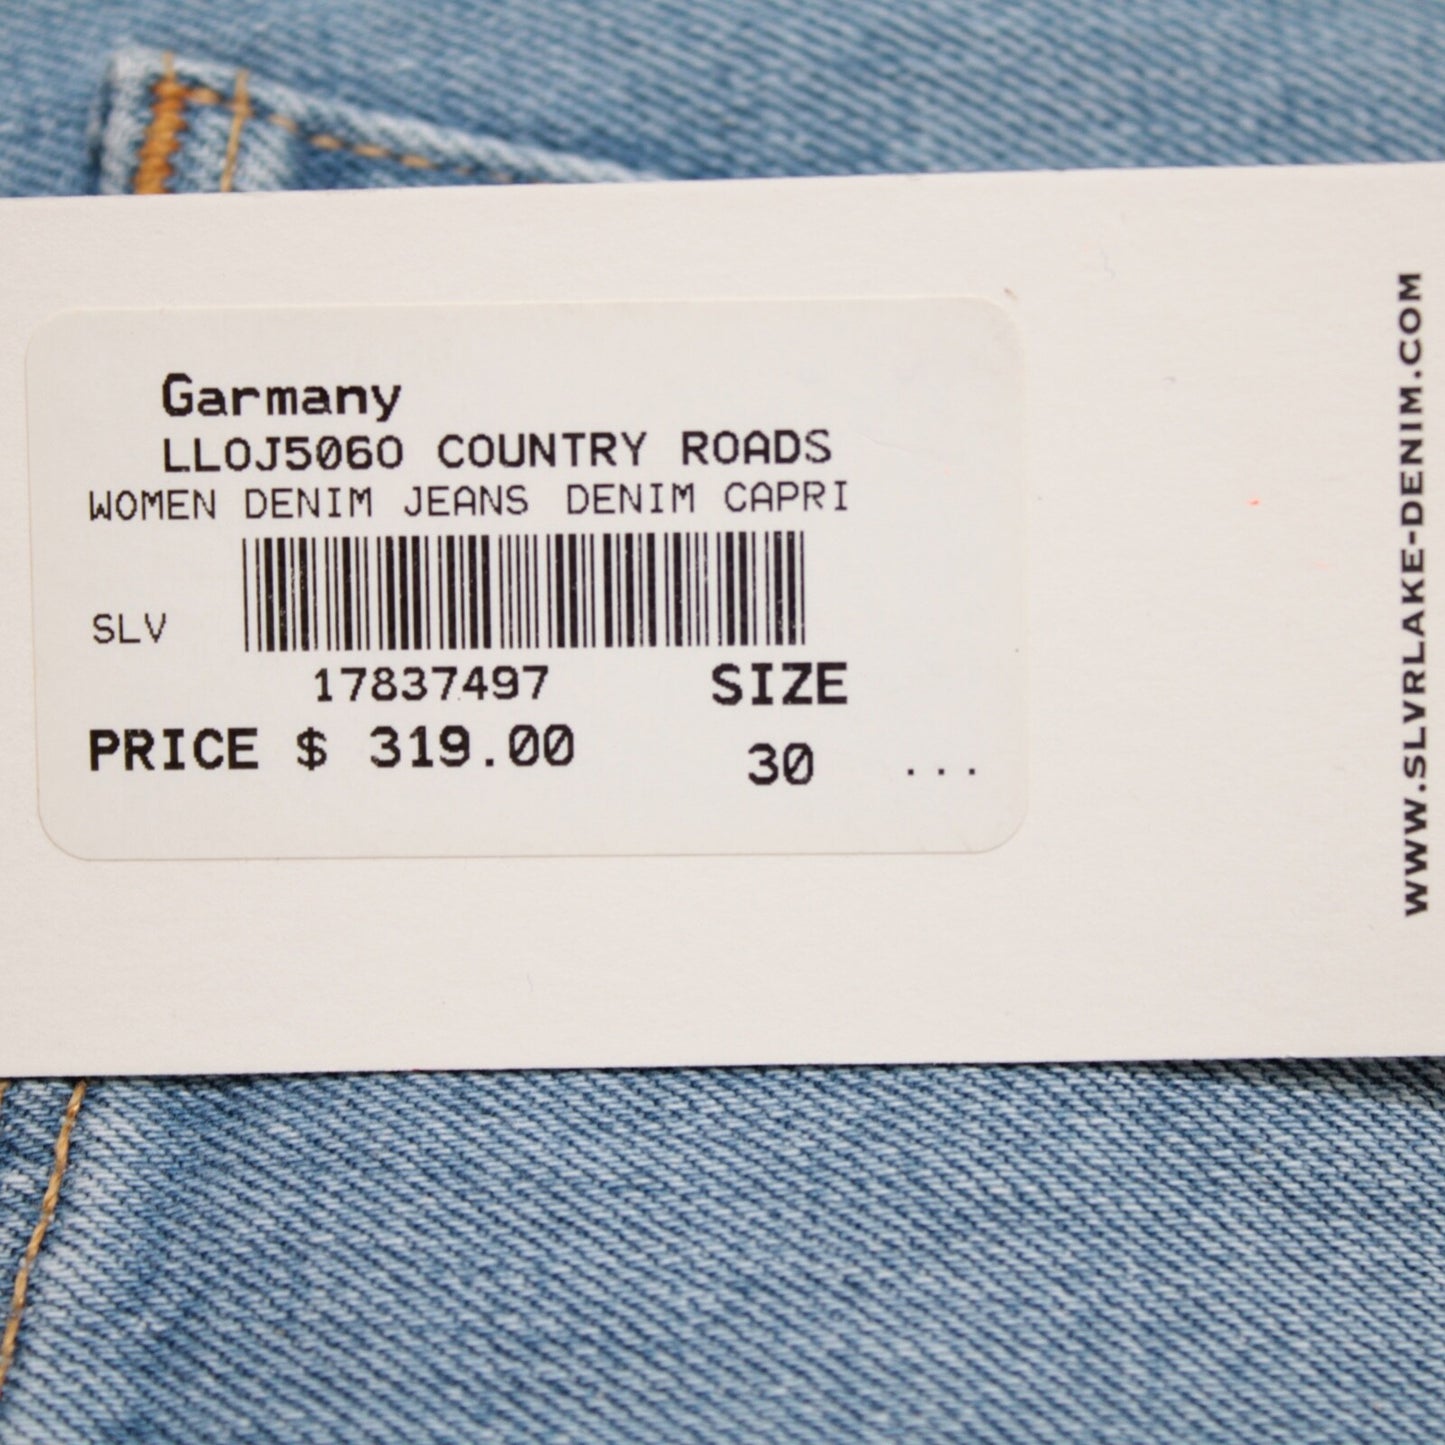 Garmany
LLOJ5060 COUNTRY ROADS
WOMEN DENIM JEANS DENIM CAPRI
SLV
17837497
SIZE
PRICE $ 319.00
30 ...
WWW.SLVRLAKE-DENIM.COM